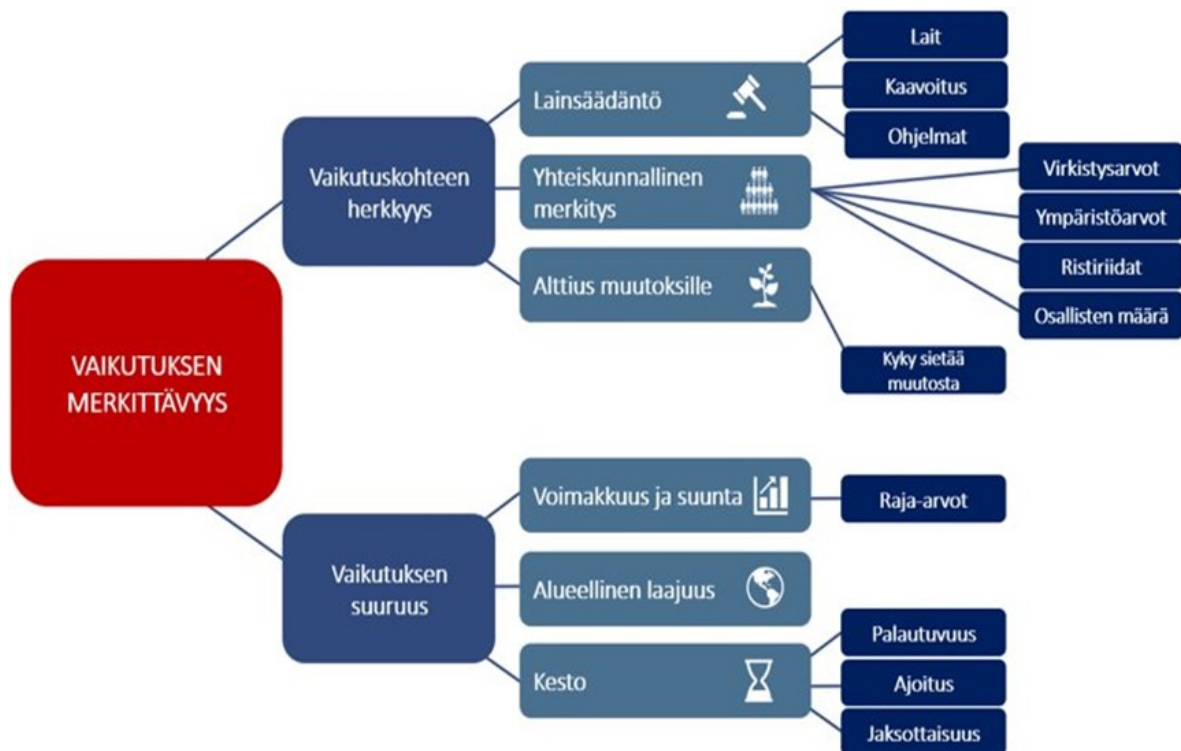 VAIKUTUKSEN
MERKITTÄVYYS
Vaikutuskohteen
herkkyys
Lainsäädäntö
Lait
Kaavoitus
Ohjelmat
Yhteiskunnallinen
merkitys
Virkistysarvot
Ympäristöarvot
Ristiriidat
Osallisten määrä
Alttius muutoksille
Kyky sietää
muutosta
Vaikutuksen
suuruus
Voimakkuus ja suunta
Raja-arvot
Alueellinen laajuus
Kesto
Palautuvuus
Ajoitus
Jaksottaisuus